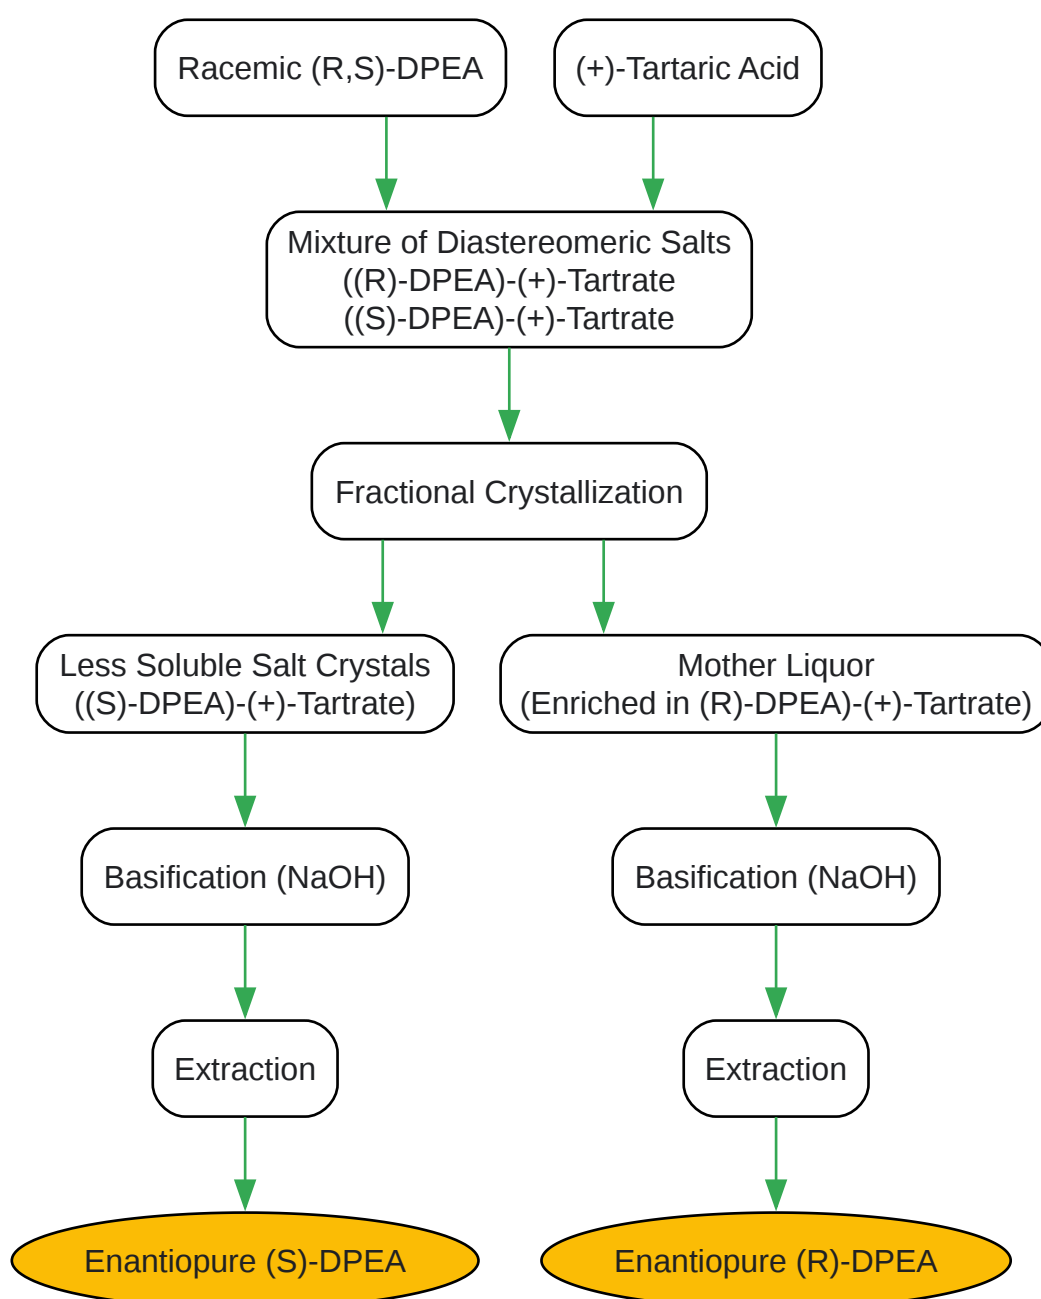 Racemic (R,S)-DPEA
(+)-Tartaric Acid
Mixture of Diastereomeric Salts
((R)-DPEA)-(+)-Tartrate
((S)-DPEA)-(+)-Tartrate
Fractional Crystallization
Less Soluble Salt Crystals
((S)-DPEA)-(+)-Tartrate)
Mother Liquor
(Enriched in (R)-DPEA)-(+)-Tartrate)
Basification (NaOH)
Basification (NaOH)
Extraction
Extraction
Enantiopure (S)-DPEA
Enantiopure (R)-DPEA